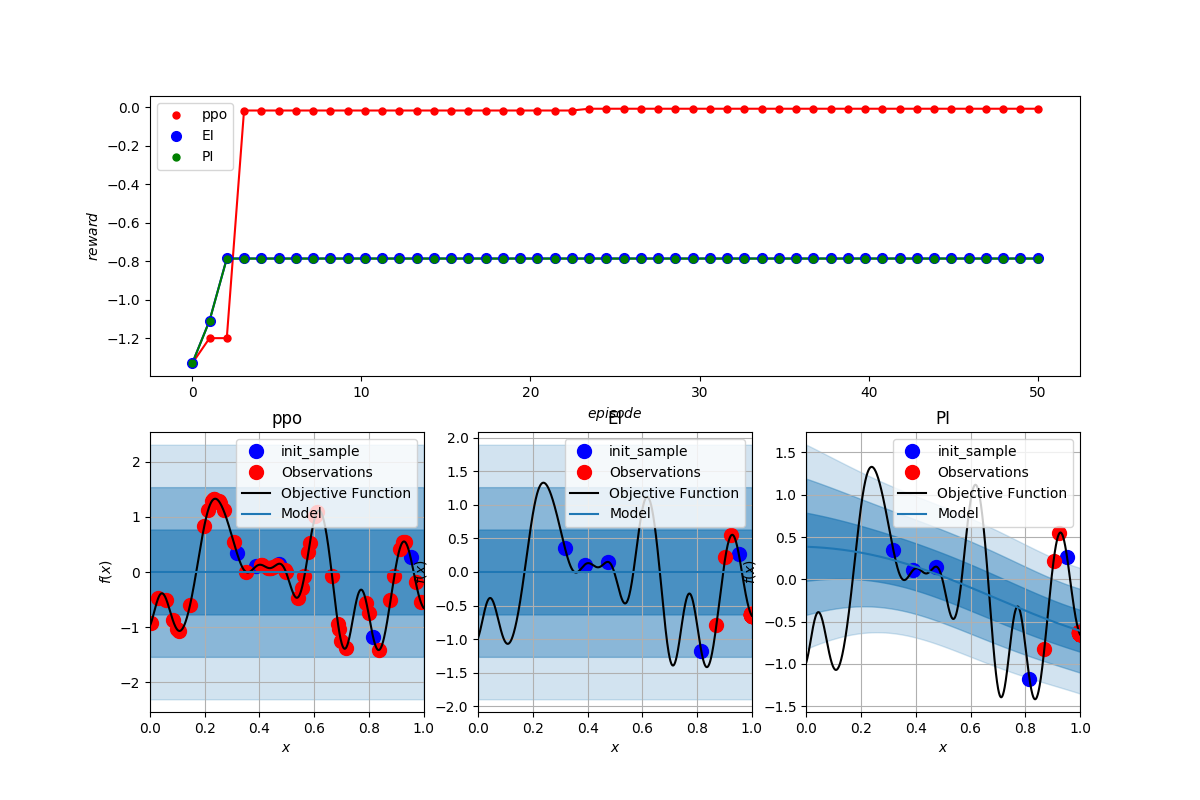 0.0
−0.2
−0.4
−0.6
−0.8
−1.0
−1.2
reward
ppo
EI
PI
0 10 20 30 40 50
episode
ppo
EI
PI
2
1
0
−1
−2
f(x)
init_sample
Observations
Objective Function
Model
0.0 0.2 0.4 0.6 0.8 1.0
x
2.0
1.5
1.0
0.5
0.0
−0.5
−1.0
−1.5
−2.0
f(x)
init_sample
Observations
Objective Function
Model
0.0 0.2 0.4 0.6 0.8 1.0
x
1.5
1.0
0.5
0.0
−0.5
−1.0
−1.5
f(x)
init_sample
Observations
Objective Function
Model
0.0 0.2 0.4 0.6 0.8 1.0
x